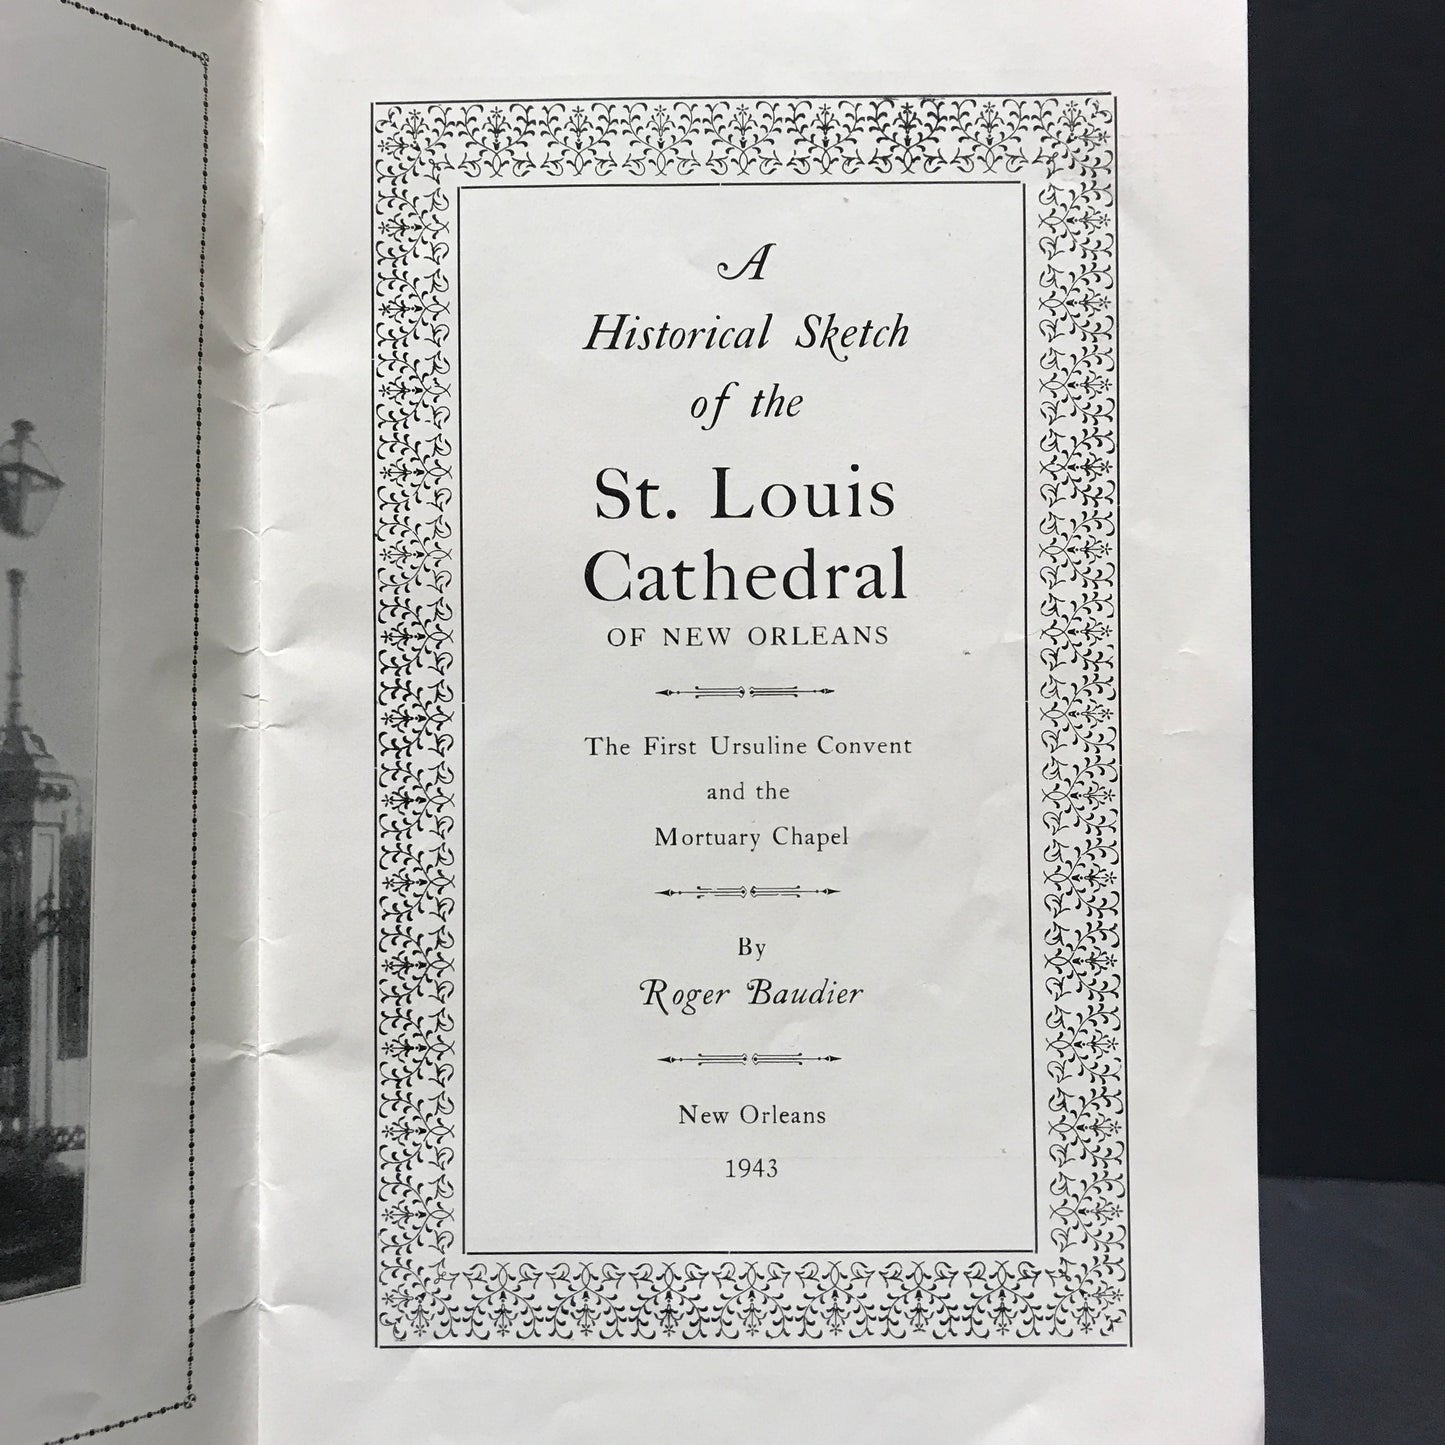 A
Historical Sketch
of the
St. Louis
Cathedral
OF NEW ORLEANS
The First Ursuline Convent
and the
Mortuary Chapel
By
Roger Baudier
New Orleans
1943